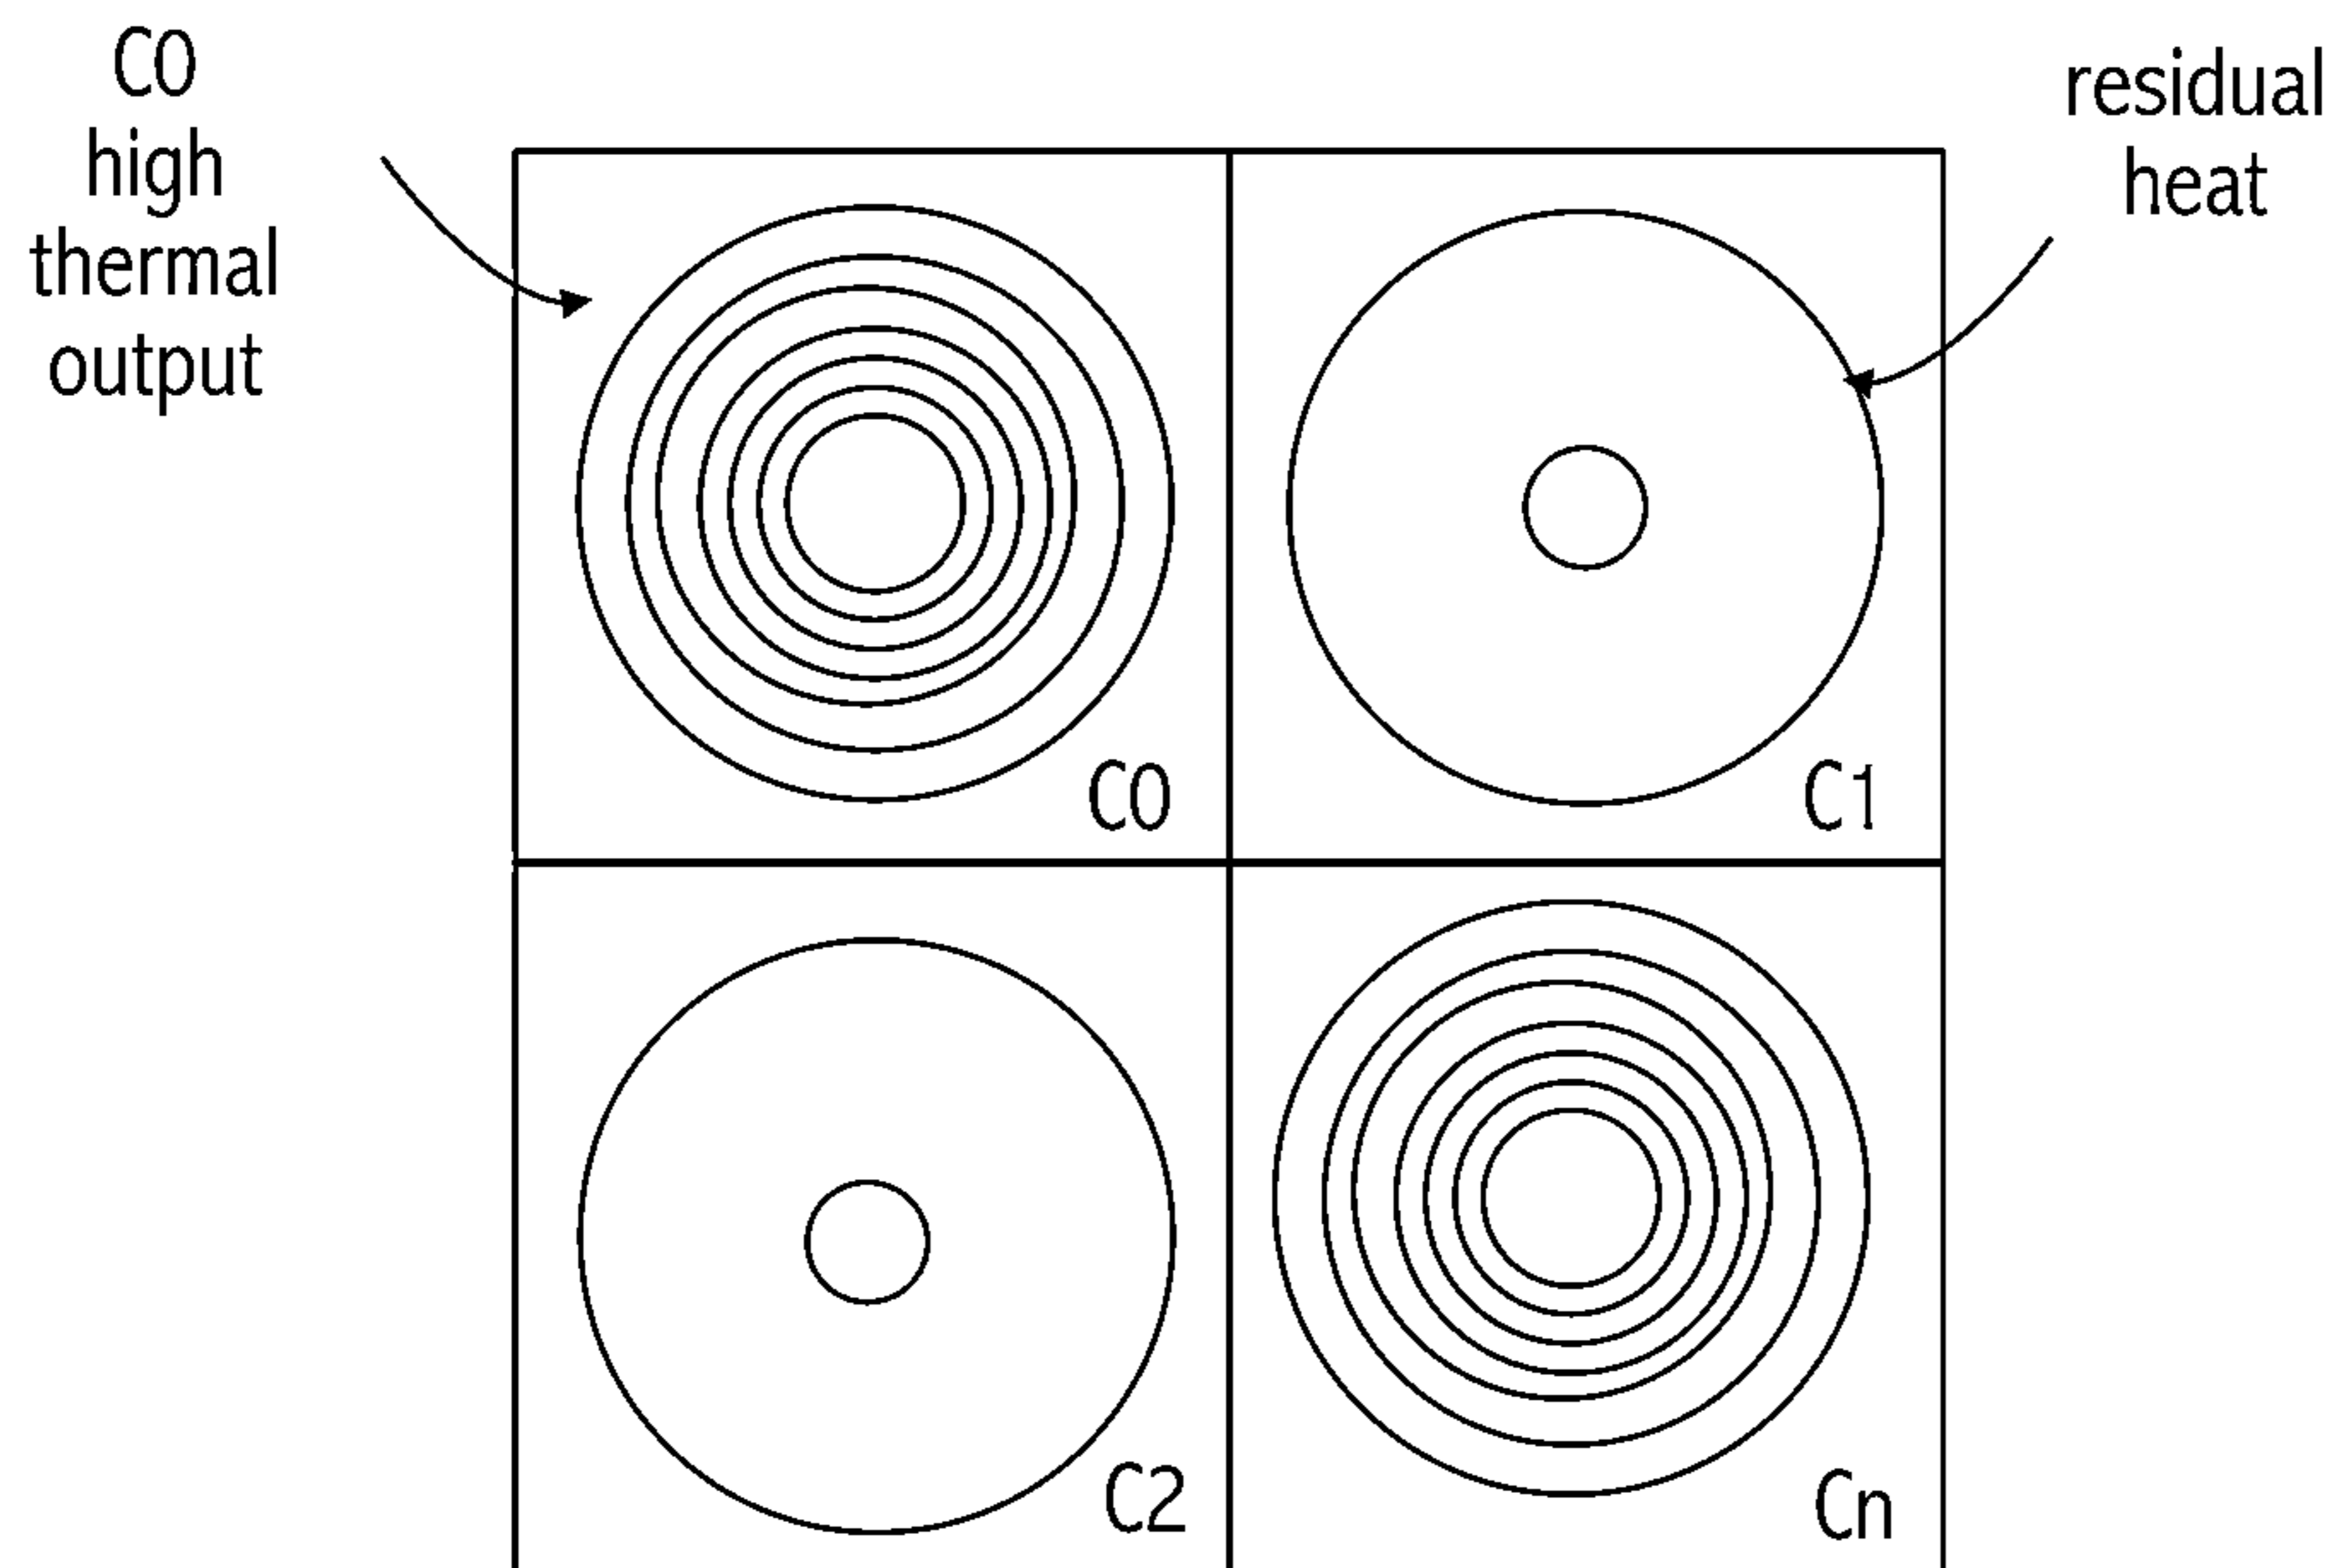 C0
high
thermal
output
residual
heat
C0
C1
C2
Cn